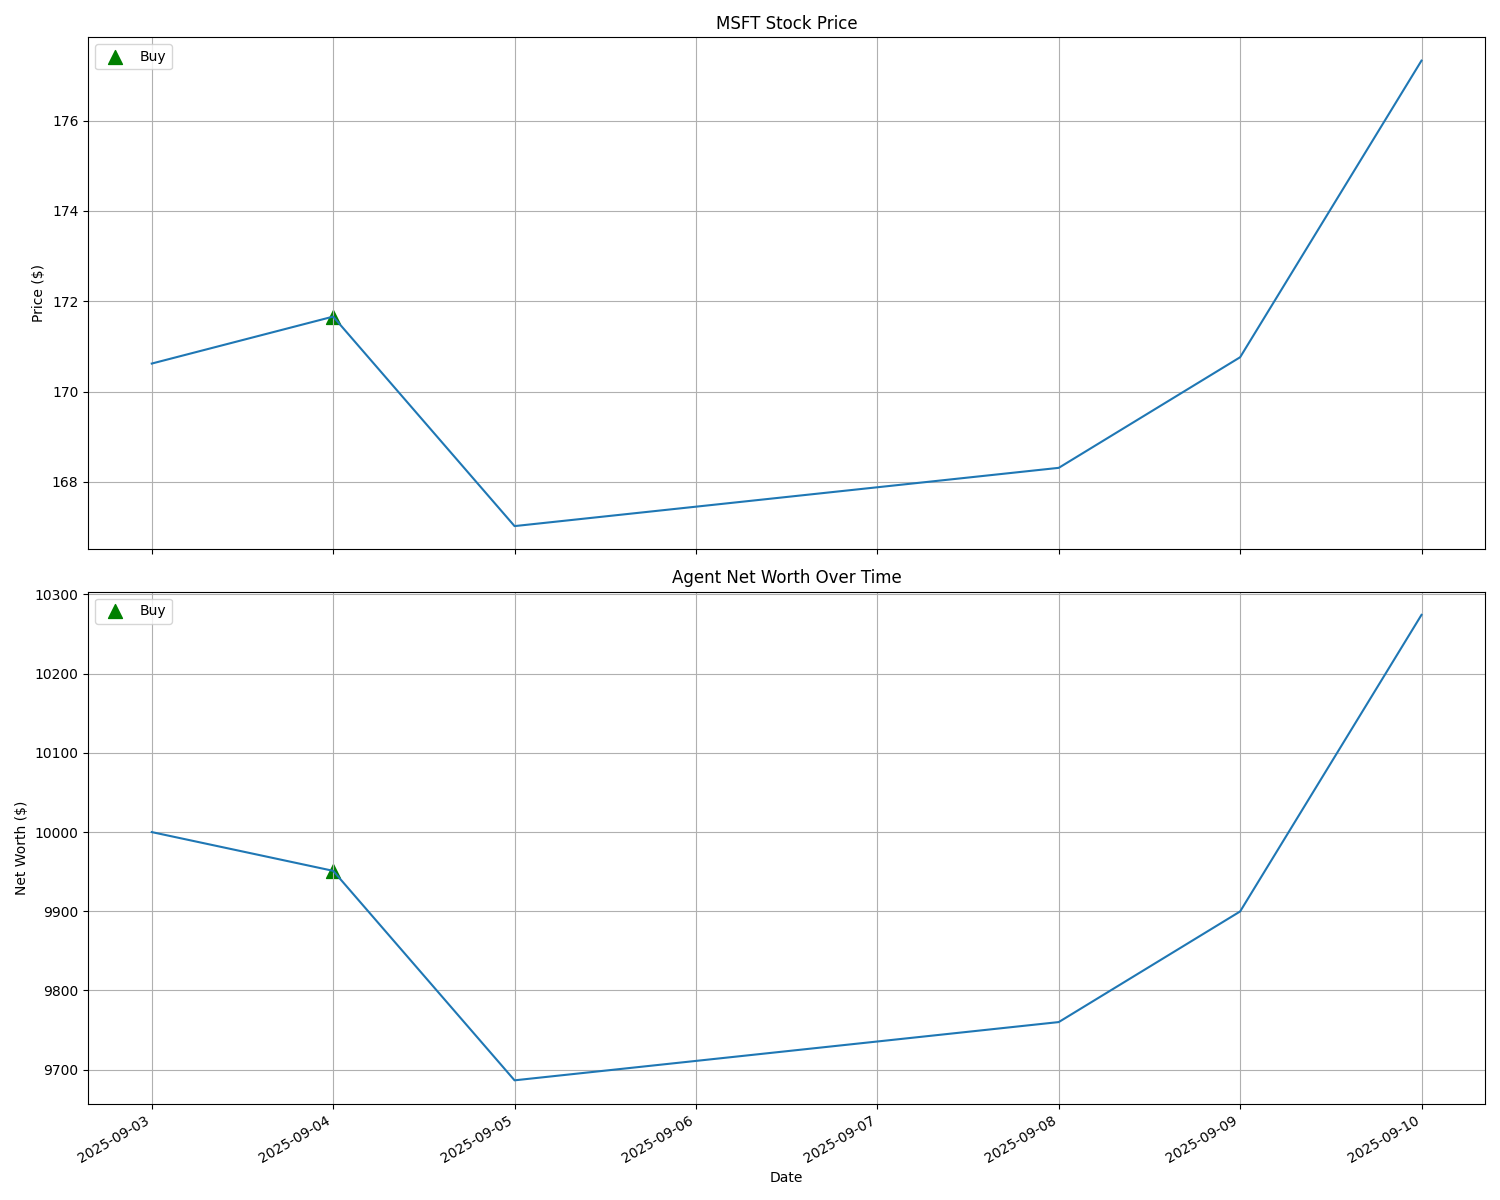 MSFT Stock Price
Buy
176
174
172
170
168
Price ($)
Agent Net Worth Over Time
Buy
10300
10200
10100
10000
9900
9800
9700
Net Worth ($)
2025-09-03
2025-09-04
2025-09-05
2025-09-06
2025-09-07
2025-09-08
2025-09-09
2025-09-10
Date